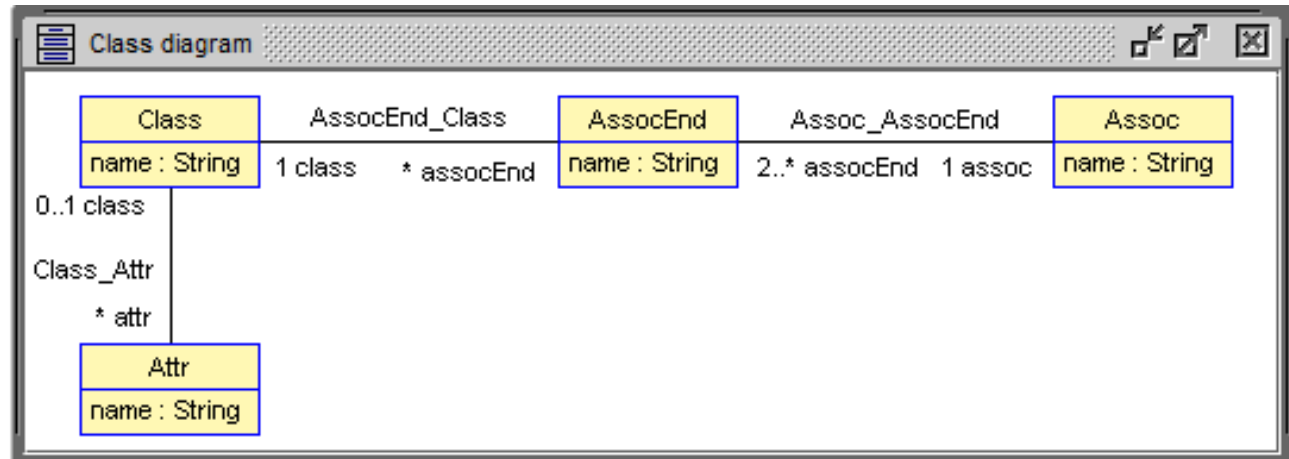 Class diagram
Class AssocEnd_Class AssocEnd Assoc_AssocEnd Assoc
name : String 1 class * assocEnd name : String 2..* assocEnd 1 assoc name : String
0..1 class
Class_Attr
* attr
Attr
name : String